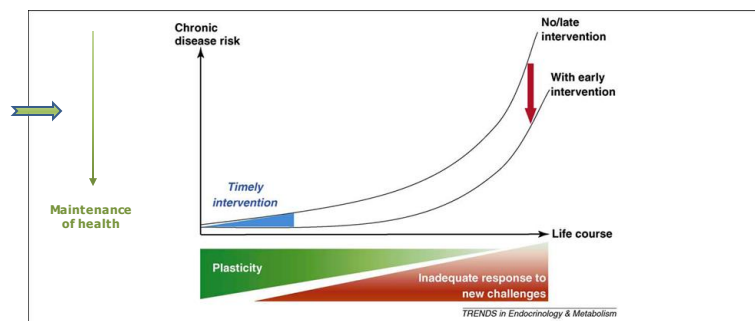 Chronic
disease risk
No/late
intervention
With early
intervention
Timely
intervention
Maintenance
of health
Life course
Plasticity
Inadequate response to
new challenges
TRENDS in Endocrinology & Metabolism